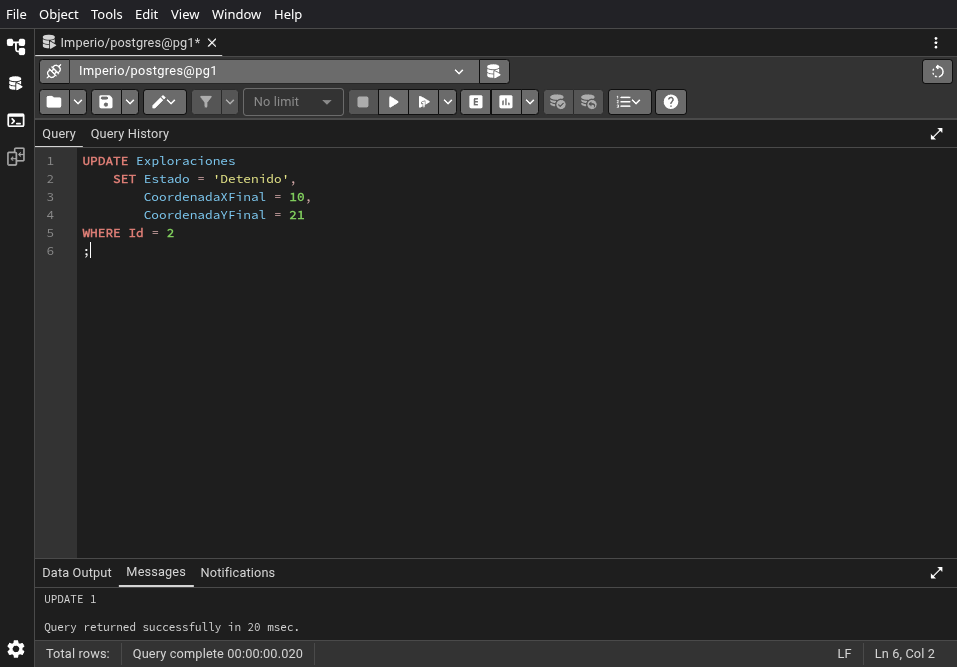 File Object Tools Edit View Window Help
Imperio/postgres@pg1*
Imperio/postgres@pg1
No limit
E
Query Query History
1 UPDATE Exploraciones
2 SET Estado = 'Detenido',
3 CoordenadaXFinal = 10,
4 CoordenadaYFinal = 21
5 WHERE Id = 2
6 ;
Data Output Messages Notifications
UPDATE 1
Query returned successfully in 20 msec.
Total rows: Query complete 00:00:00.020 LF Ln 6, Col 2